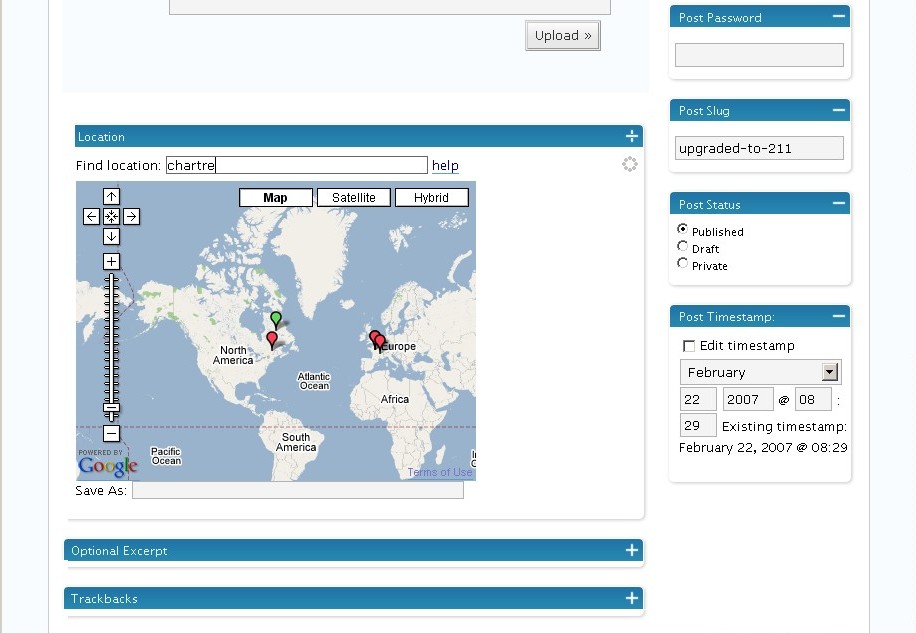 Upload »
Location
Find location: chartre help
Map Satellite Hybrid
North
America
Europe
Atlantic
Ocean
Africa
South
America
Pacific
Ocean
POWERED BY
Google
Terms of Use
Save As:
Optional Excerpt
Trackbacks
Post Password
Post Slug
upgraded-to-211
Post Status
Published
Draft
Private
Post Timestamp:
Edit timestamp
February
22 2007 @ 08 :
29 Existing timestamp:
February 22, 2007 @ 08:29